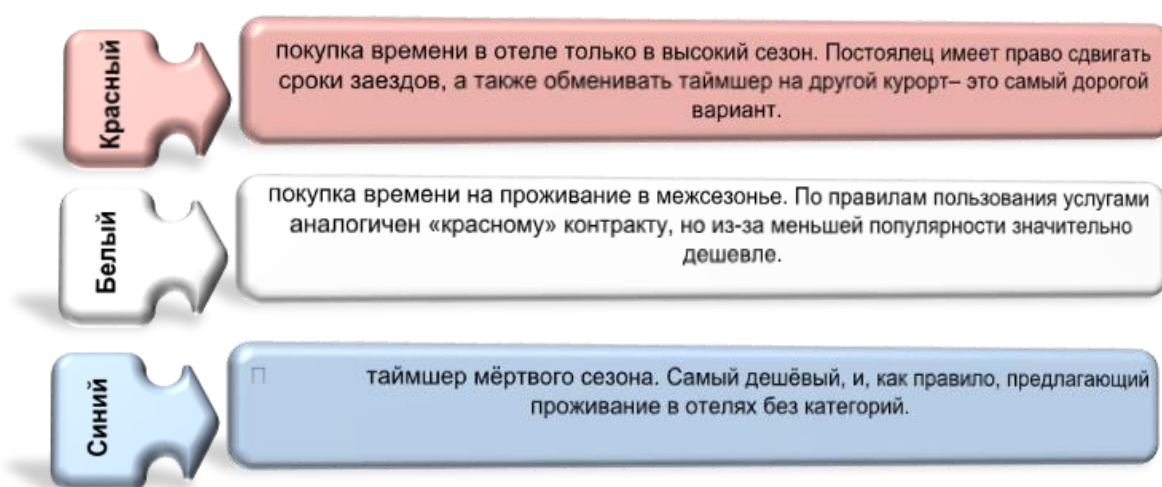 Красный
покупка времени в отеле только в высокий сезон. Постоялец имеет право сдвигать
сроки заездов, а также обменивать таймшер на другой курорт– это самый дорогой
вариант.
Белый
покупка времени на проживание в межсезонье. По правилам пользования услугами
аналогичен «красному» контракту, но из-за меньшей популярности значительно
дешевле.
Синий
П таймшер мёртвого сезона. Самый дешёвый, и, как правило, предлагающий
проживание в отелях без категорий.